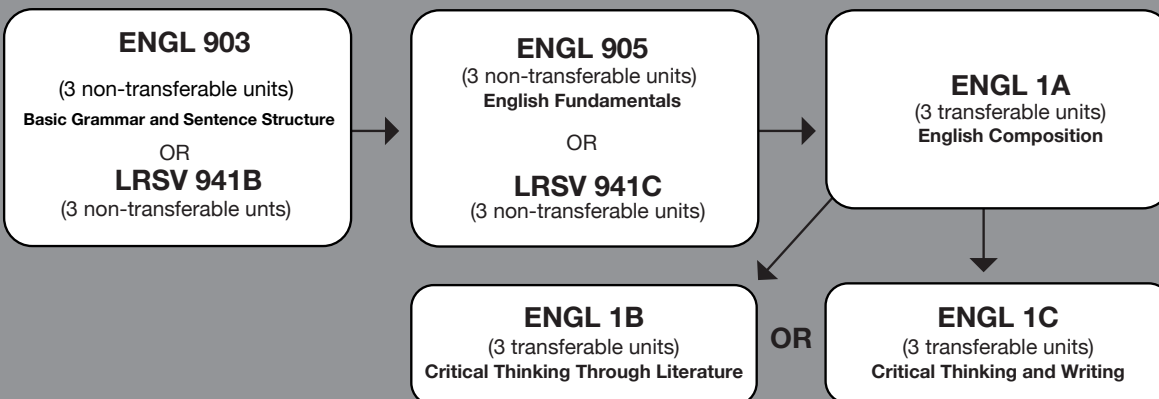 ENGL 903
(3 non-transferable units)
Basic Grammar and Sentence Structure
OR
LRSV 941B
(3 non-transferable unts)
ENGL 905
(3 non-transferable units)
English Fundamentals
OR
LRSV 941C
(3 non-transferable units)
ENGL 1A
(3 transferable units)
English Composition
ENGL 1B
(3 transferable units)
Critical Thinking Through Literature
OR
ENGL 1C
(3 transferable units)
Critical Thinking and Writing